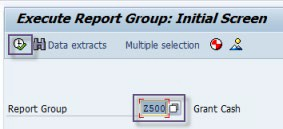 Execute Report Group: Initial Screen
Data extracts Multiple selection
Report Group Z500 Grant Cash